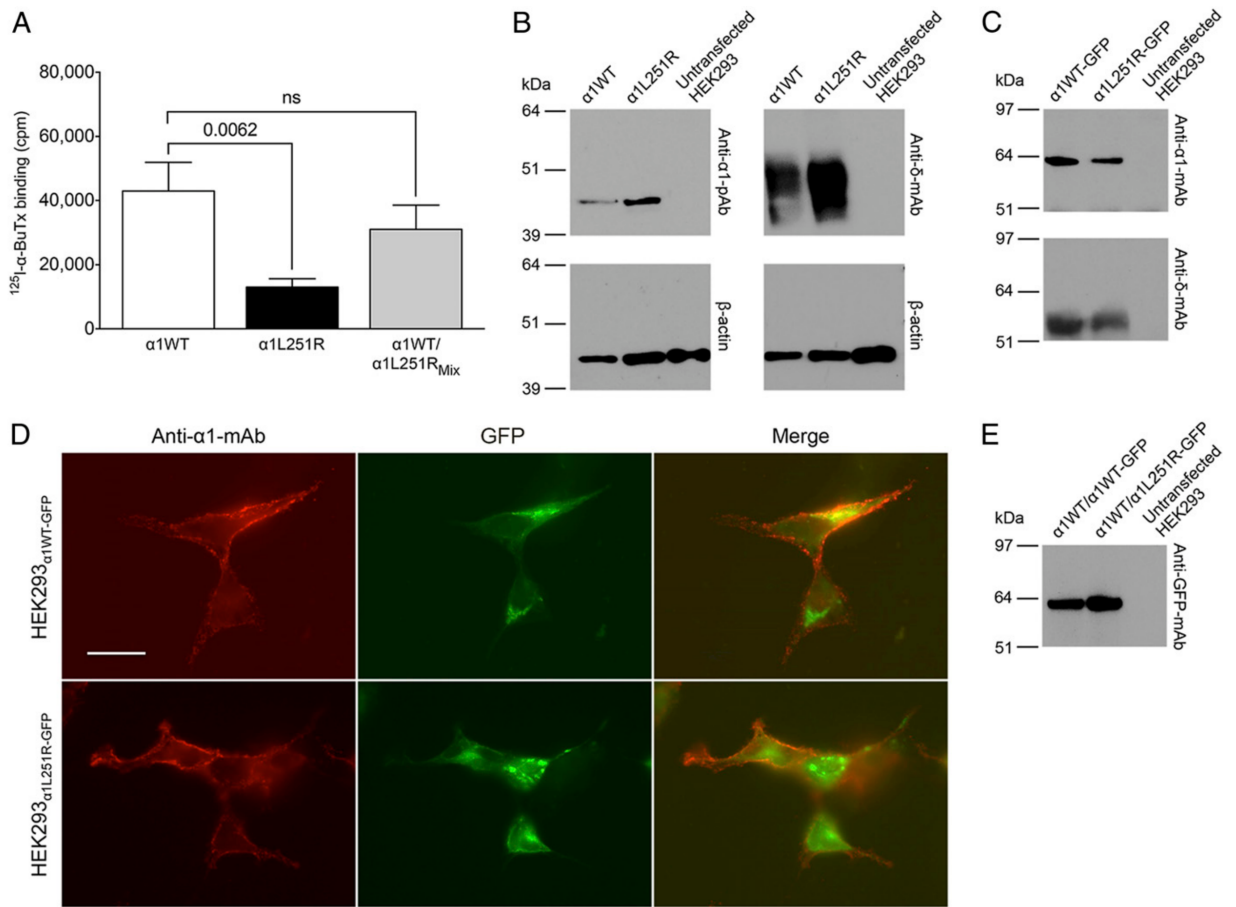 A
¹²⁵I-α-BuTx binding (cpm)
80,000
60,000
40,000
20,000
0
ns
0.0062
α1WT
α1L251R
α1WT/
α1L251R_Mix
B
kDa
α1WT
α1L251R
Untransfected
HEK293
64
51
39
Anti-α1-pAb
α1WT
α1L251R
Untransfected
HEK293
Anti-δ-mAb
64
51
39
β-actin
β-actin
C
kDa
α1WT-GFP
α1L251R-GFP
Untransfected
HEK293
97
64
51
Anti-α1-mAb
97
64
51
Anti-δ-mAb
D
Anti-α1-mAb
GFP
Merge
HEK293α1WT-GFP
HEK293α1L251R-GFP
E
kDa
α1WT/α1WT-GFP
α1WT/α1L251R-GFP
Untransfected
HEK293
97
64
51
Anti-GFP-mAb